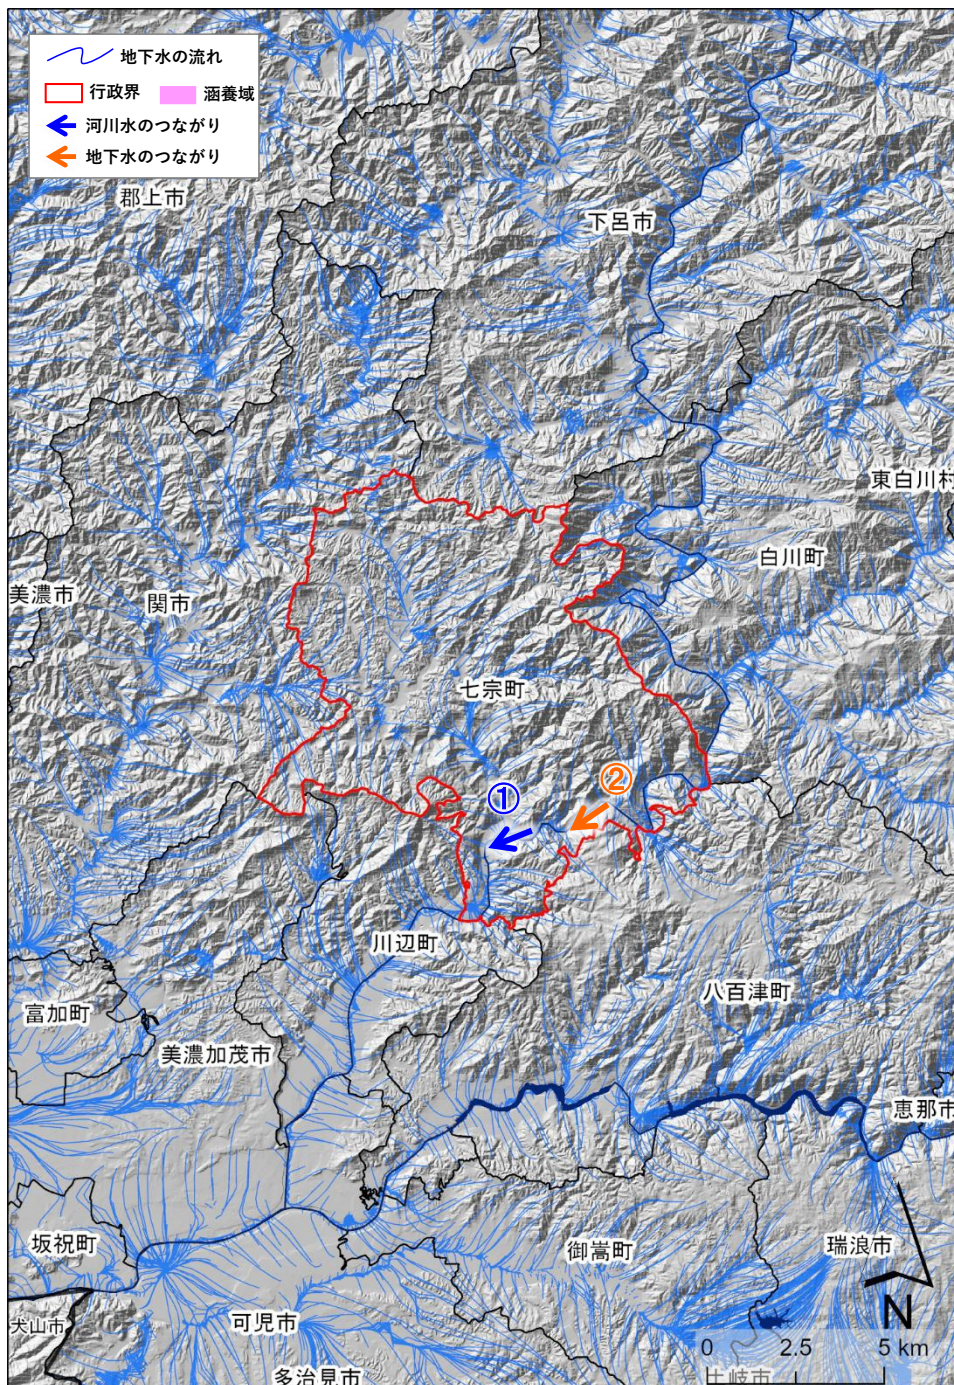 地下水の流れ
行政界 涵養域
河川水のつながり
地下水のつながり
郡上市
下呂市
東白川村
白川町
美濃市
関市
七宗町
②
①
川辺町
八百津町
富加町
美濃加茂市
恵那市
坂祝町
御嵩町
瑞浪市
犬山市
可児市
N
0 2.5 5 km
多治見市
土岐市